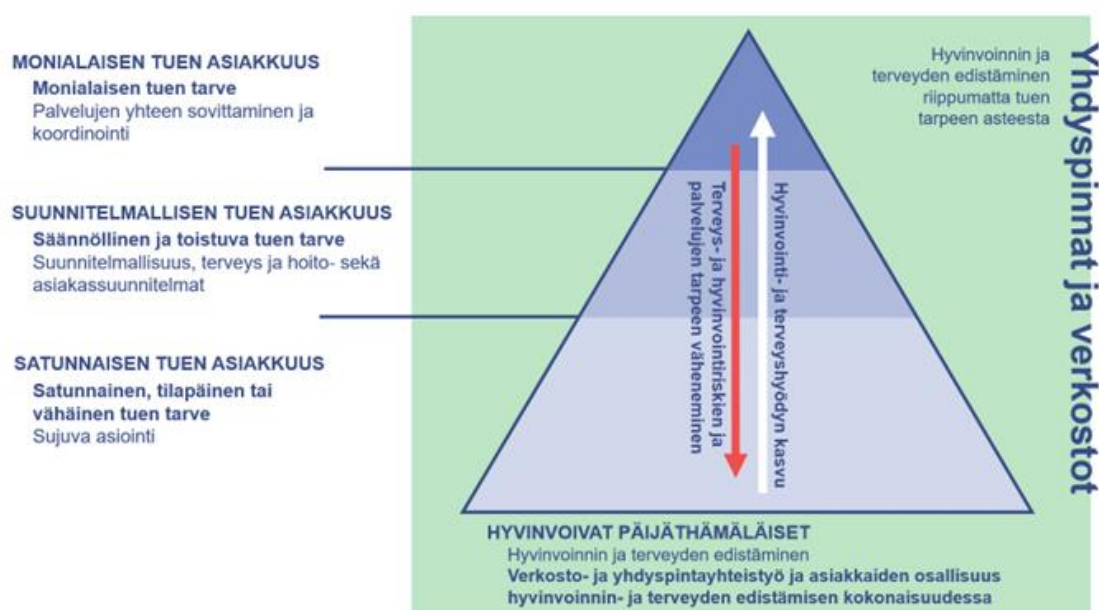 MONIALAISEN TUEN ASIAKKUUS
Monialaisen tuen tarve
Palvelujen yhteen sovittaminen ja
koordinointi
SUUNNITELMALLISEN TUEN ASIAKKUUS
Säännöllinen ja toistuva tuen tarve
Suunnitelmallisuus, terveys ja hoito- sekä
asiakassuunnitelmat
SATUNNAISEN TUEN ASIAKKUUS
Satunnainen, tilapäinen tai
vähäinen tuen tarve
Sujuva asiointi
Terveys- ja hyvinvointiriskien ja
palvelujen tarpeen väheneminen
Hyvinvointi- ja terveyshyödyn kasvu
Hyvinvoinnin ja
terveyden edistäminen
riippumatta tuen
tarpeen asteesta
Yhdyspinnat ja verkostot
HYVINVOIVAT PÄIJÄTHÄMÄLÄISET
Hyvinvoinnin ja terveyden edistäminen
Verkosto- ja yhdyspintayhteistyö ja asiakkaiden osallisuus
hyvinvoinnin- ja terveyden edistämisen kokonaisuudessa